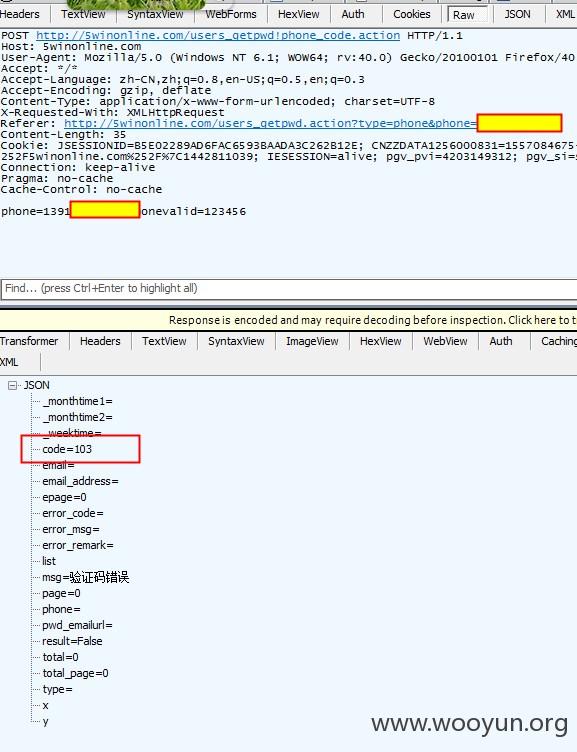 Headers TextView SyntaxView WebForms HexView Auth Cookies Raw JSON XML
POST http://5winonline.com/users_getpwd!phone_code.action HTTP/1.1
Host: 5winonline.com
User-Agent: Mozilla/5.0 (Windows NT 6.1; WOW64; rv:40.0) Gecko/20100101 Firefox/40
Accept: */*
Accept-Language: zh-CN,zh;q=0.8,en-US;q=0.5,en;q=0.3
Accept-Encoding: gzip, deflate
Content-Type: application/x-www-form-urlencoded; charset=UTF-8
X-Requested-With: XMLHttpRequest
Referer: http://5winonline.com/users_getpwd.action?type=phone&phone=
Content-Length: 35
Cookie: JSESSIONID=B5E02289AD6FAC6593BAADA3C262B12E; CNZZDATA1256000831=1557084675-
252F5winonline.com%252F%7C1442811039; IESESSION=alive; pgv_pvi=4203149312; pgv_si=s
Connection: keep-alive
Pragma: no-cache
Cache-Control: no-cache
phone=1391 onevalid=123456
Find... (press Ctrl+Enter to highlight all)
Response is encoded and may require decoding before inspection. Click here to t
Transformer Headers TextView SyntaxView ImageView HexView WebView Auth Caching
XML
JSON
_monthtime1=
_monthtime2=
_weektime=
code=103
email=
email_address=
epage=0
error_code=
error_msg=
error_remark=
list
msg=验证码错误
page=0
phone=
pwd_emailurl=
result=False
total=0
total_page=0
type=
x
y
www.wooyun.org